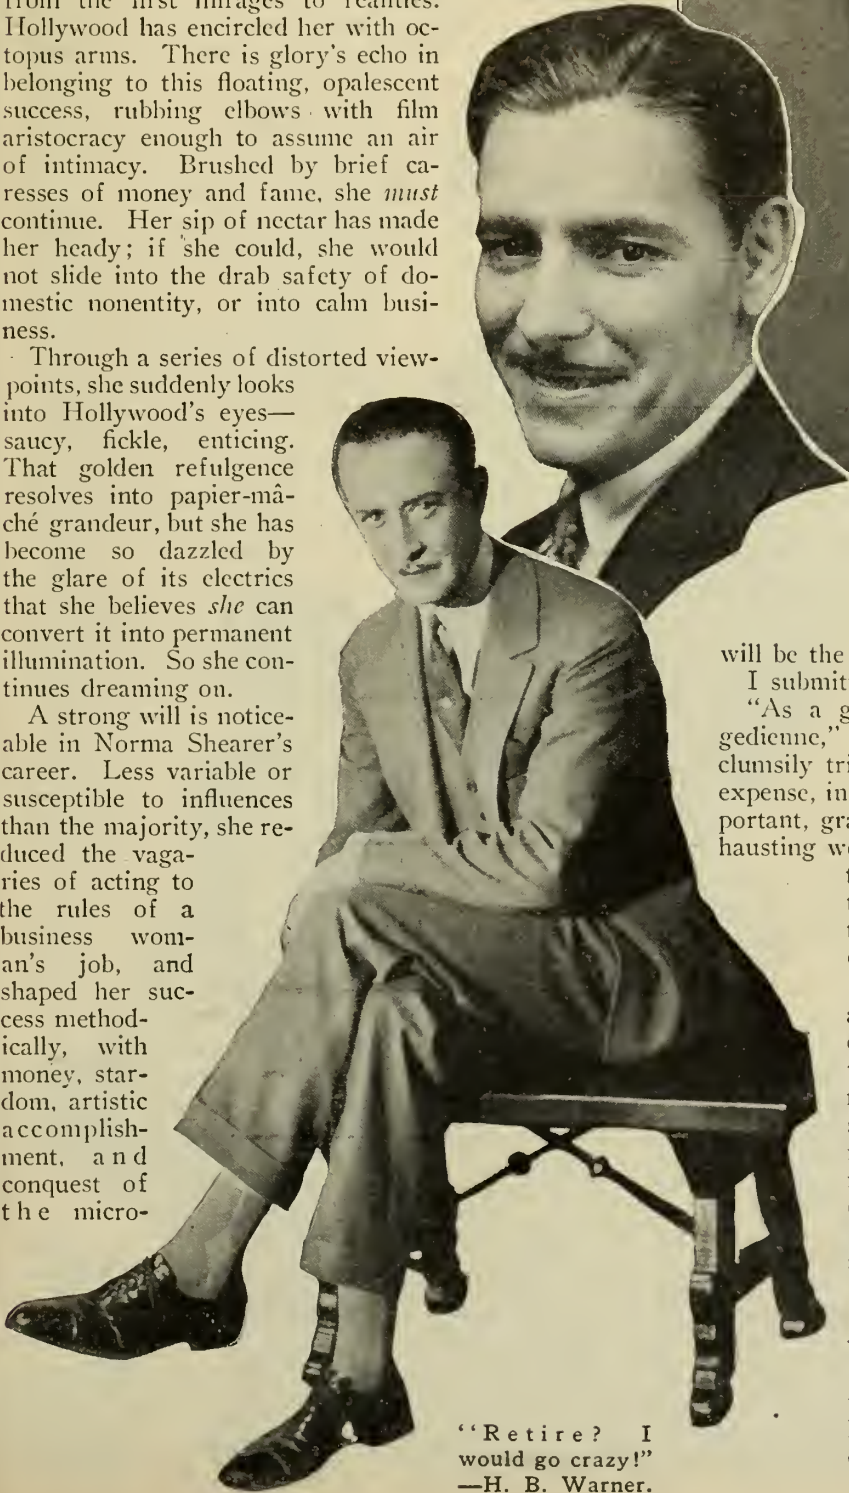 from the first mirages to realities.
Hollywood has encircled her with oc-
topus arms. There is glory's echo in
belonging to this floating, opalescent
success, rubbing elbows with film
aristocracy enough to assume an air
of intimacy. Brushed by brief ca-
resses of money and fame, she must
continue. Her sip of nectar has made
her heady; if she could, she would
not slide into the drab safety of do-
mestic nonentity, or into calm busi-
ness.
Through a series of distorted view-
points, she suddenly looks
into Hollywood's eyes—
saucy, fickle, enticing.
That golden refulgence
resolves into papier-mâ-
ché grandeur, but she has
become so dazzled by
the glare of its electrics
that she believes she can
convert it into permanent
illumination. So she con-
tinues dreaming on.
A strong will is notice-
able in Norma Shearer's
career. Less variable or
susceptible to influences
than the majority, she re-
duced the vaga-
ries of acting to
the rules of a
business wom-
an's job, and
shaped her suc-
cess method-
ically, with
money, star-
dom, artistic
accomplish-
ment, and
conquest of
the micro-
will be the
I submit
"As a g
gedienne,"
clumsily tri
expense, in
portant, gra
hausting w
"Retire? I
would go crazy!"
—H. B. Warner.